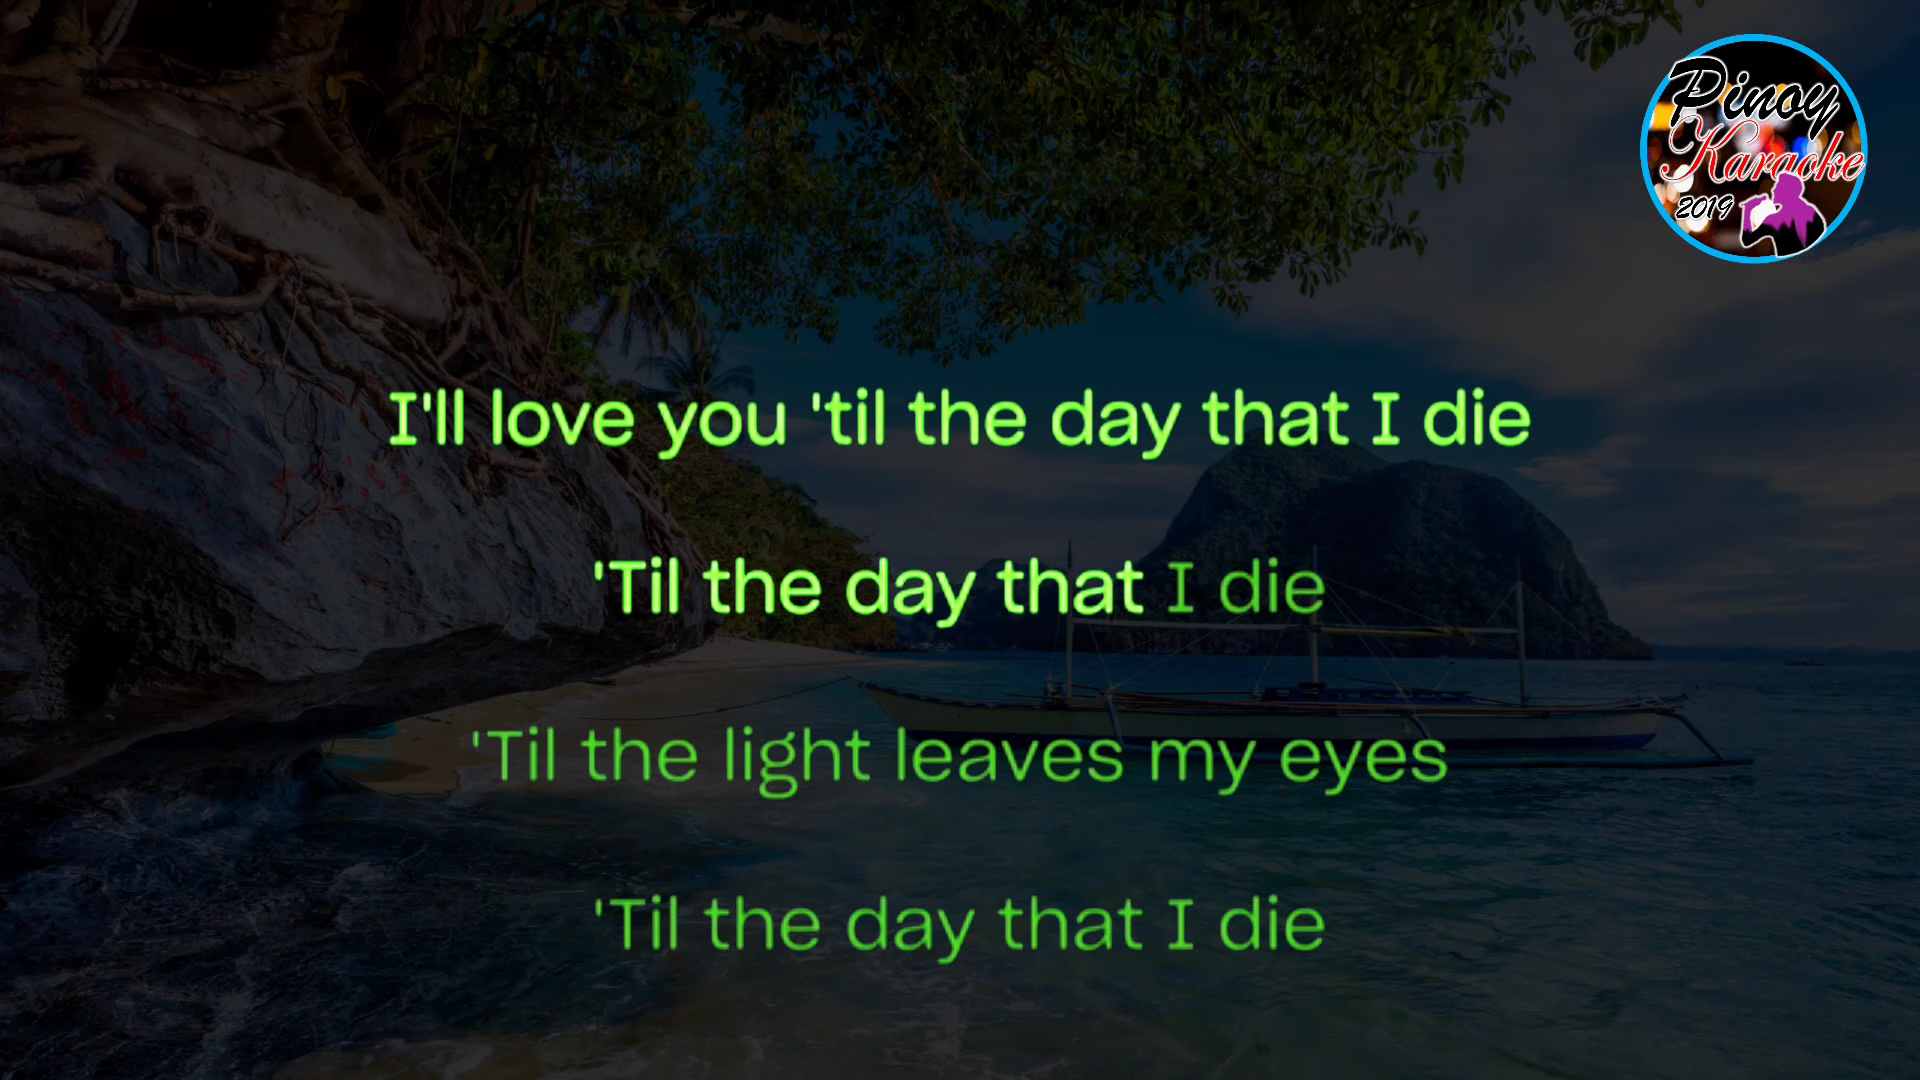 Pinoy
Karaoke
2019
I'll love you 'til the day that I die
'Til the day that I die
'Til the light leaves my eyes
'Til the day that I die